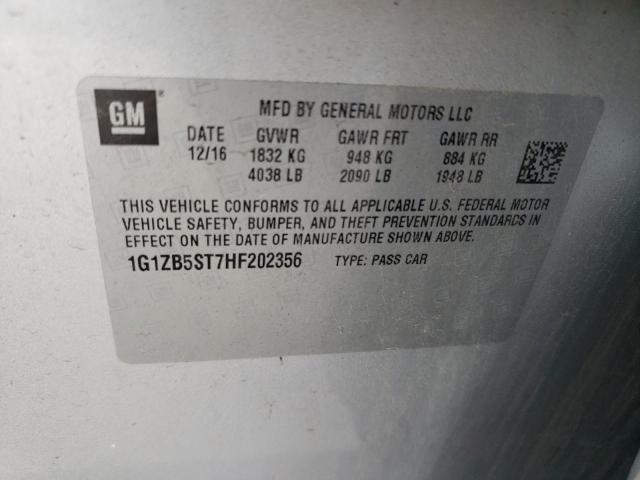 GM ®
MFD BY GENERAL MOTORS LLC
DATE GVWR GAWR FRT GAWR RR
12/16 1832 KG 948 KG 884 KG
4038 LB 2090 LB 1948 LB
THIS VEHICLE CONFORMS TO ALL APPLICABLE U.S. FEDERAL MOTOR
VEHICLE SAFETY, BUMPER, AND THEFT PREVENTION STANDARDS IN
EFFECT ON THE DATE OF MANUFACTURE SHOWN ABOVE.
1G1ZB5ST7HF202356 TYPE: PASS CAR